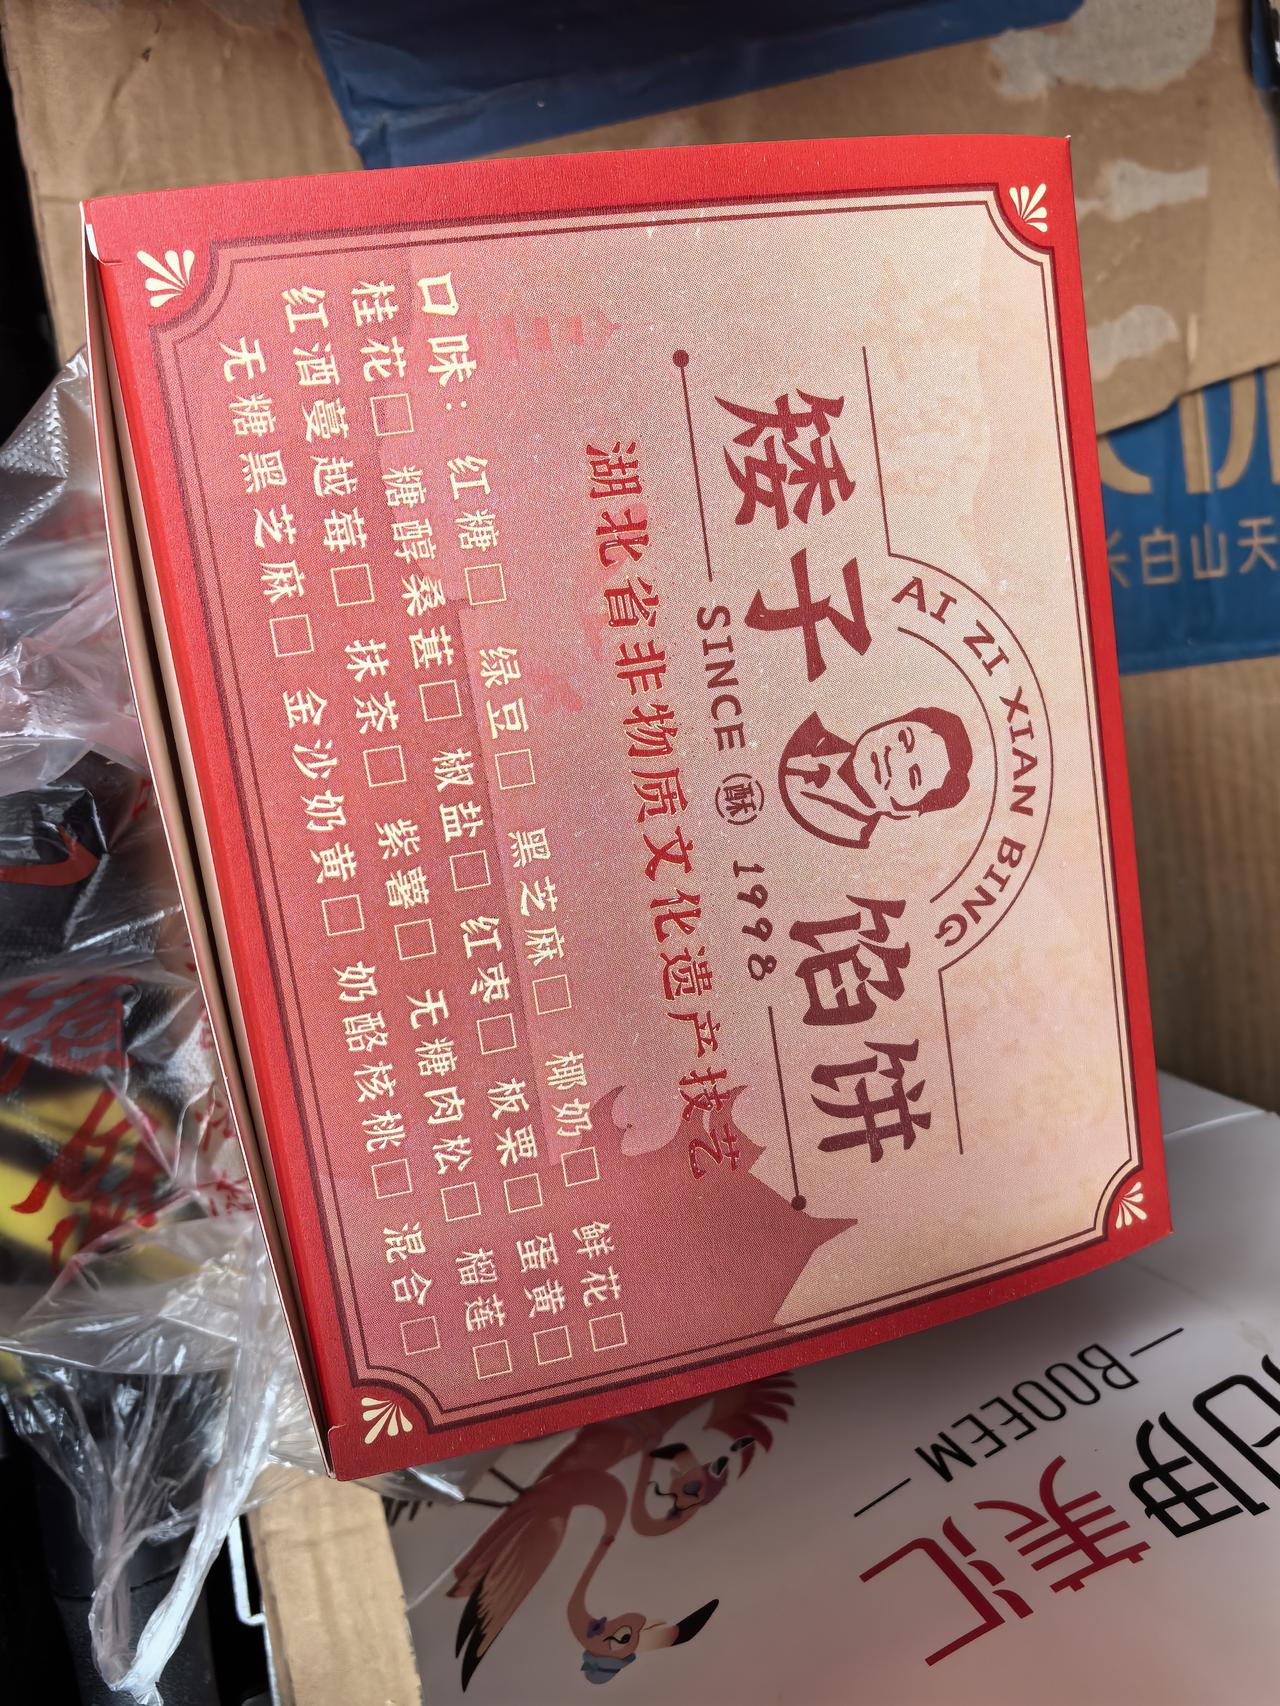 AI ZI XIAN BING
矮子馅饼
SINCE 酥 1998
湖北省非物质文化遗产技艺
口味: 红糖□ 绿豆□ 黑芝麻□ 椰奶□ 鲜花□
桂花□ 糖醇桑葚□ 椒盐□ 红枣□ 板栗□ 蛋黄□
红酒蔓越莓□ 抹茶□ 紫薯□ 无糖肉松□ 榴莲□
无糖黑芝麻□ 金沙奶黄□ 奶酪核桃□ 混合□
长白山天
伊
美汇
BOOEEM